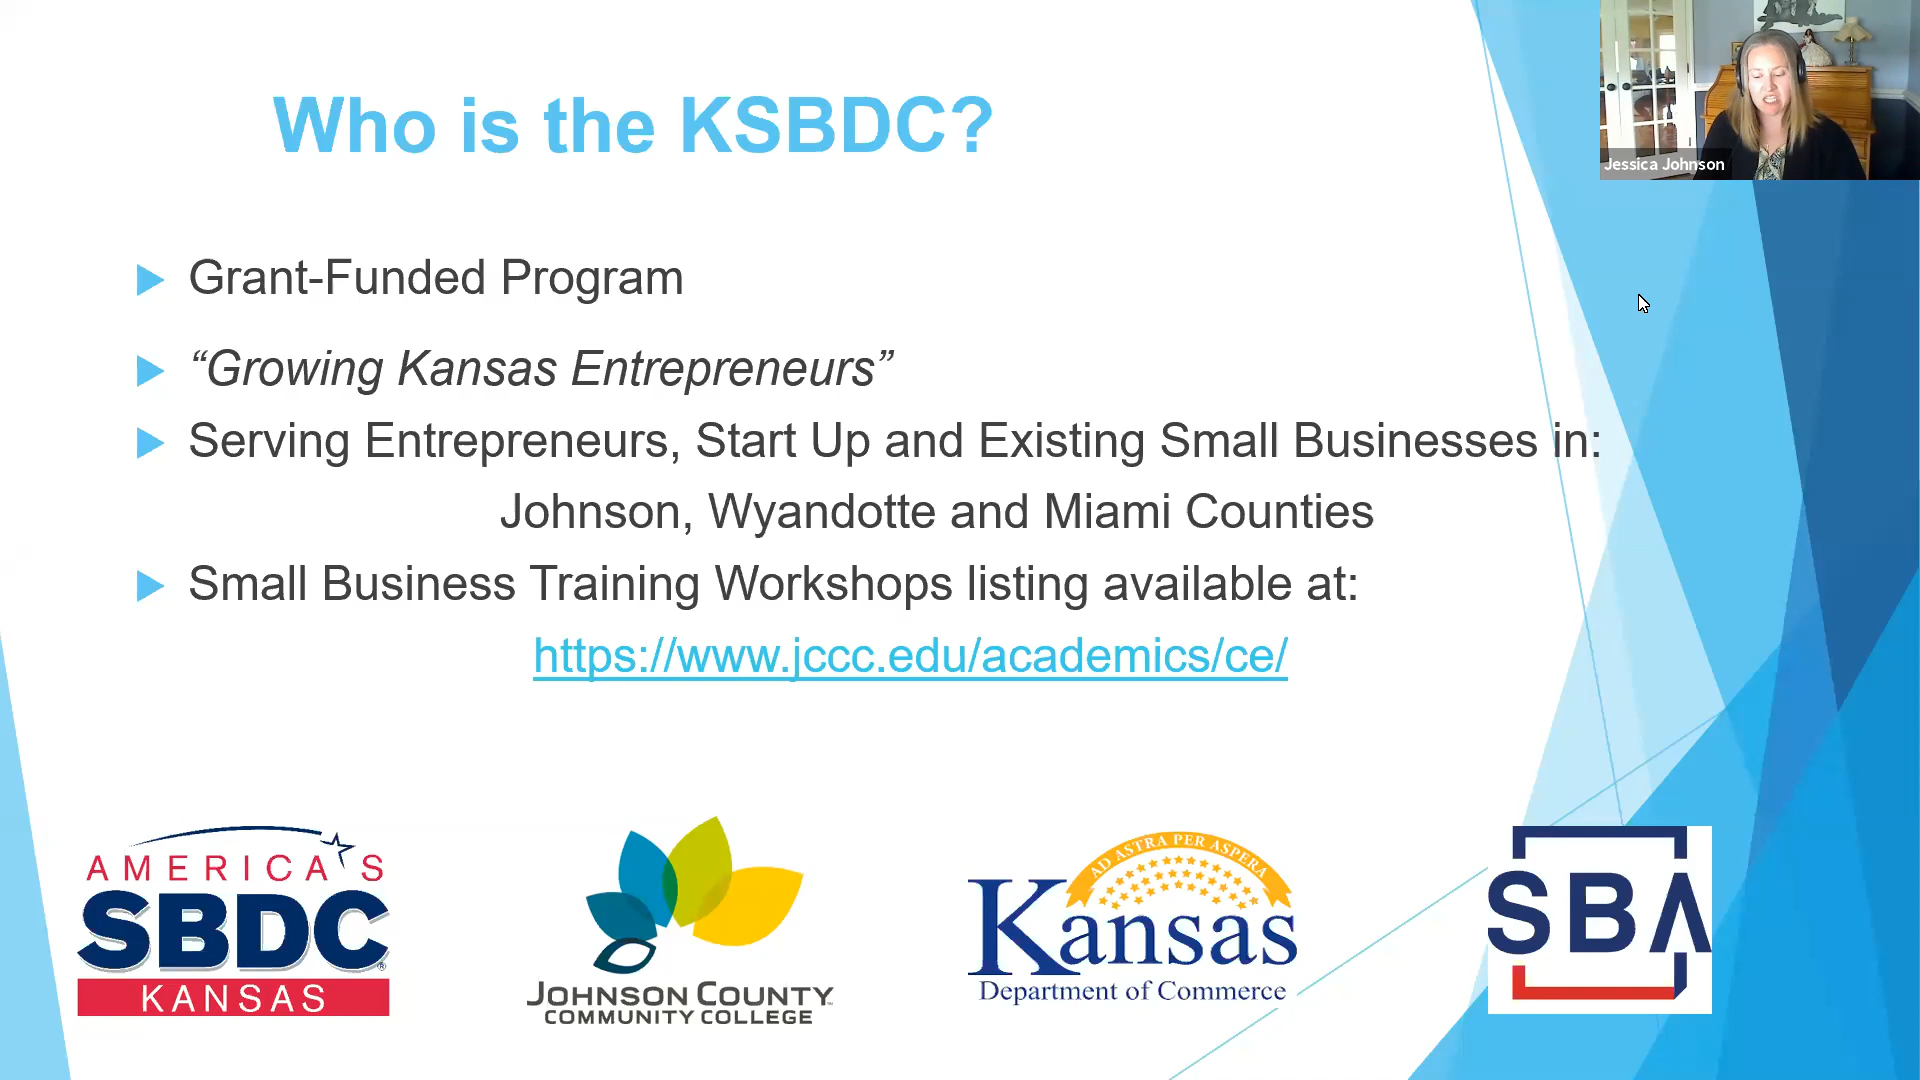 Who is the KSBDC?
Jessica Johnson
Grant-Funded Program
“Growing Kansas Entrepreneurs”
Serving Entrepreneurs, Start Up and Existing Small Businesses in:
Johnson, Wyandotte and Miami Counties
Small Business Training Workshops listing available at:
https://www.jccc.edu/academics/ce/
AMERICA'S
SBDC®
KANSAS
JOHNSON COUNTY™
COMMUNITY COLLEGE
AD ASTRA PER ASPERA
Kansas
Department of Commerce
SBA